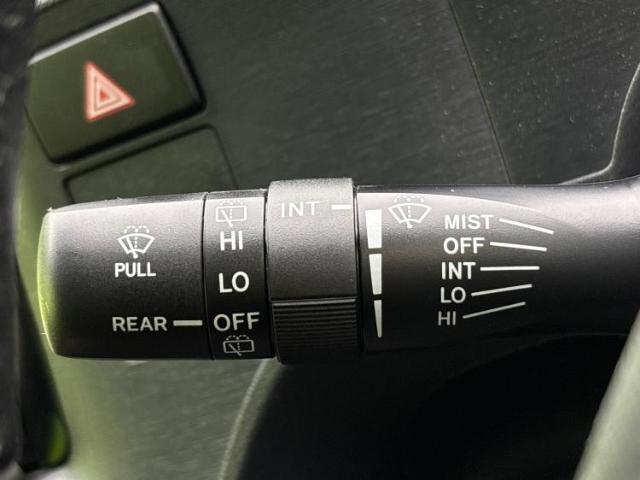 PULL
REAR
HI
LO
OFF
INT
MIST
OFF
INT
LO
HI